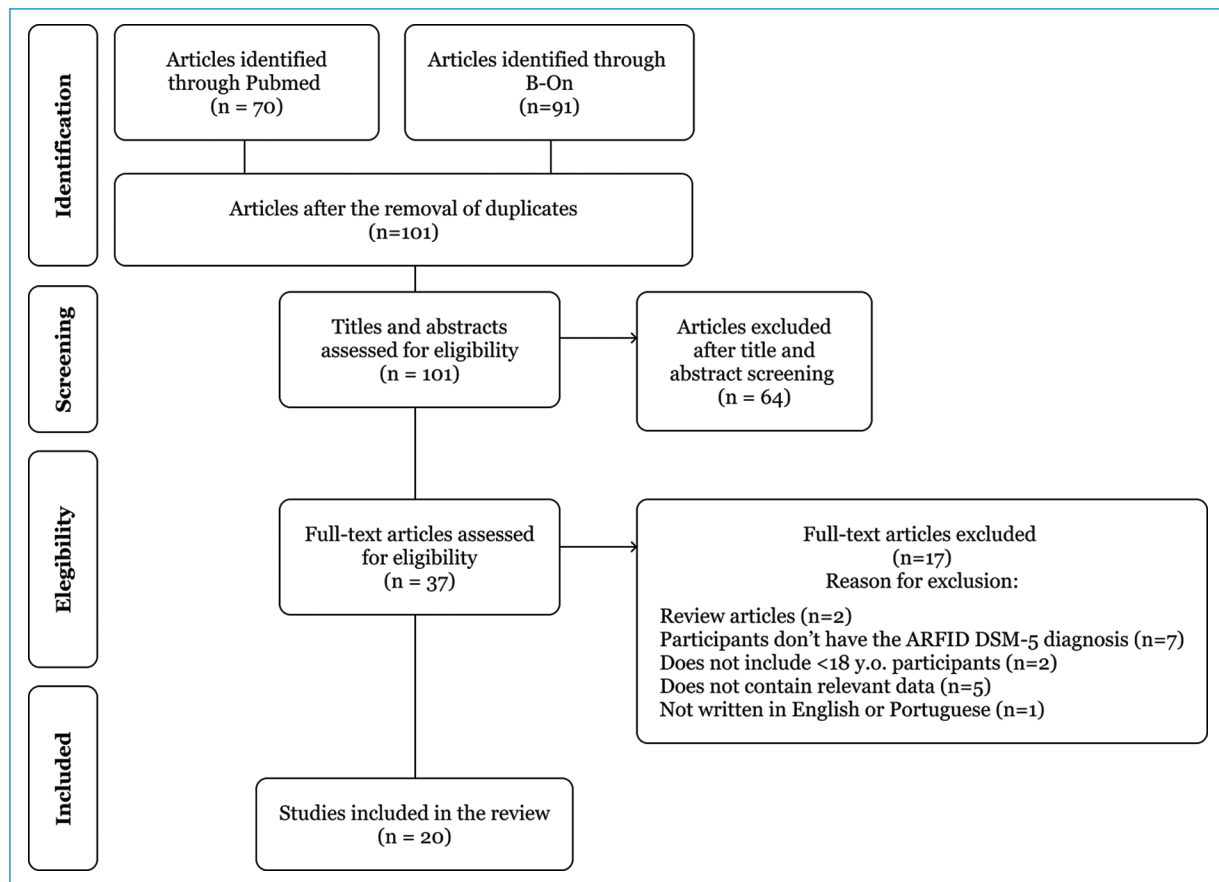 Identification
Articles identified
through Pubmed
(n = 70)
Articles identified through
B-On
(n=91)
Articles after the removal of duplicates
(n=101)
Screening
Titles and abstracts
assessed for eligibility
(n = 101)
Articles excluded
after title and
abstract screening
(n = 64)
Elegibility
Full-text articles assessed
for eligibility
(n = 37)
Full-text articles excluded
(n=17)
Reason for exclusion:
Review articles (n=2)
Participants don’t have the ARFID DSM-5 diagnosis (n=7)
Does not include <18 y.o. participants (n=2)
Does not contain relevant data (n=5)
Not written in English or Portuguese (n=1)
Included
Studies included in the review
(n = 20)